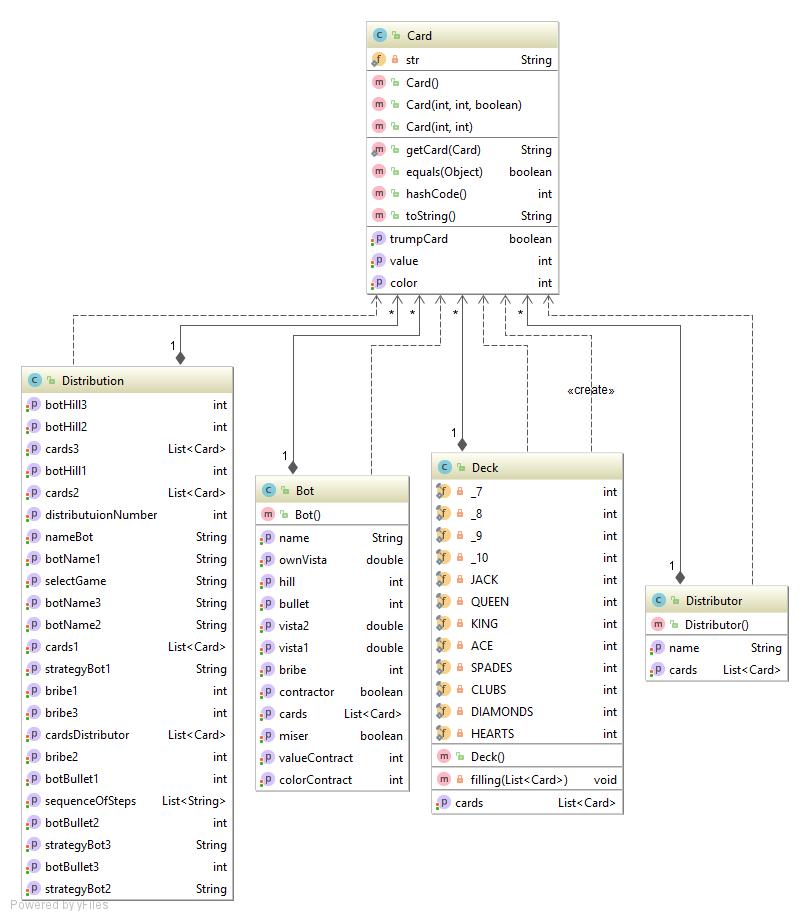 Card
str String
Card()
Card(int, int, boolean)
Card(int, int)
getCard(Card) String
equals(Object) boolean
hashCode() int
toString() String
trumpCard boolean
value int
color int
* * * *
1
1
1
1
«create»
Distribution
botHill3 int
botHill2 int
cards3 List<Card>
botHill1 int
cards2 List<Card>
distributuionNumber int
nameBot String
botName1 String
selectGame String
botName3 String
botName2 String
cards1 List<Card>
strategyBot1 String
bribe1 int
bribe3 int
cardsDistributor List<Card>
bribe2 int
botBullet1 int
sequenceOfSteps List<String>
botBullet2 int
strategyBot3 String
botBullet3 int
strategyBot2 String
Bot
Bot()
name String
ownVista double
hill int
bullet int
vista2 double
vista1 double
bribe int
contractor boolean
cards List<Card>
miser boolean
valueContract int
colorContract int
Deck
_7 int
_8 int
_9 int
_10 int
JACK int
QUEEN int
KING int
ACE int
SPADES int
CLUBS int
DIAMONDS int
HEARTS int
Deck()
filling(List<Card>) void
cards List<Card>
Distributor
Distributor()
name String
cards List<Card>
Powered by yFiles